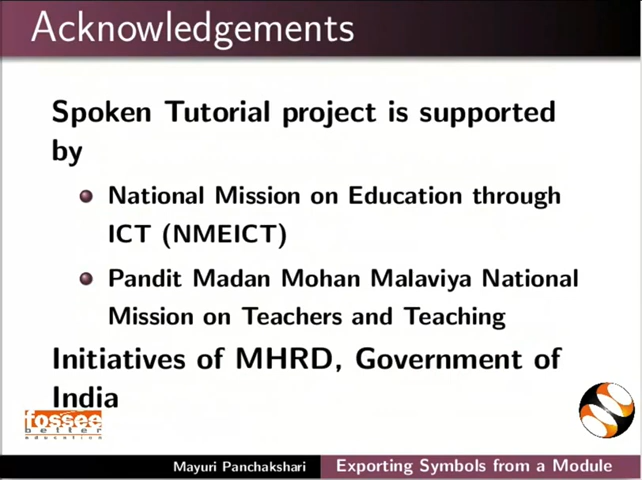 Acknowledgements
Spoken Tutorial project is supported
by
National Mission on Education through
ICT (NMEICT)
Pandit Madan Mohan Malaviya National
Mission on Teachers and Teaching
Initiatives of MHRD, Government of
India
fossee
better
education
Mayuri Panchakshari Exporting Symbols from a Module